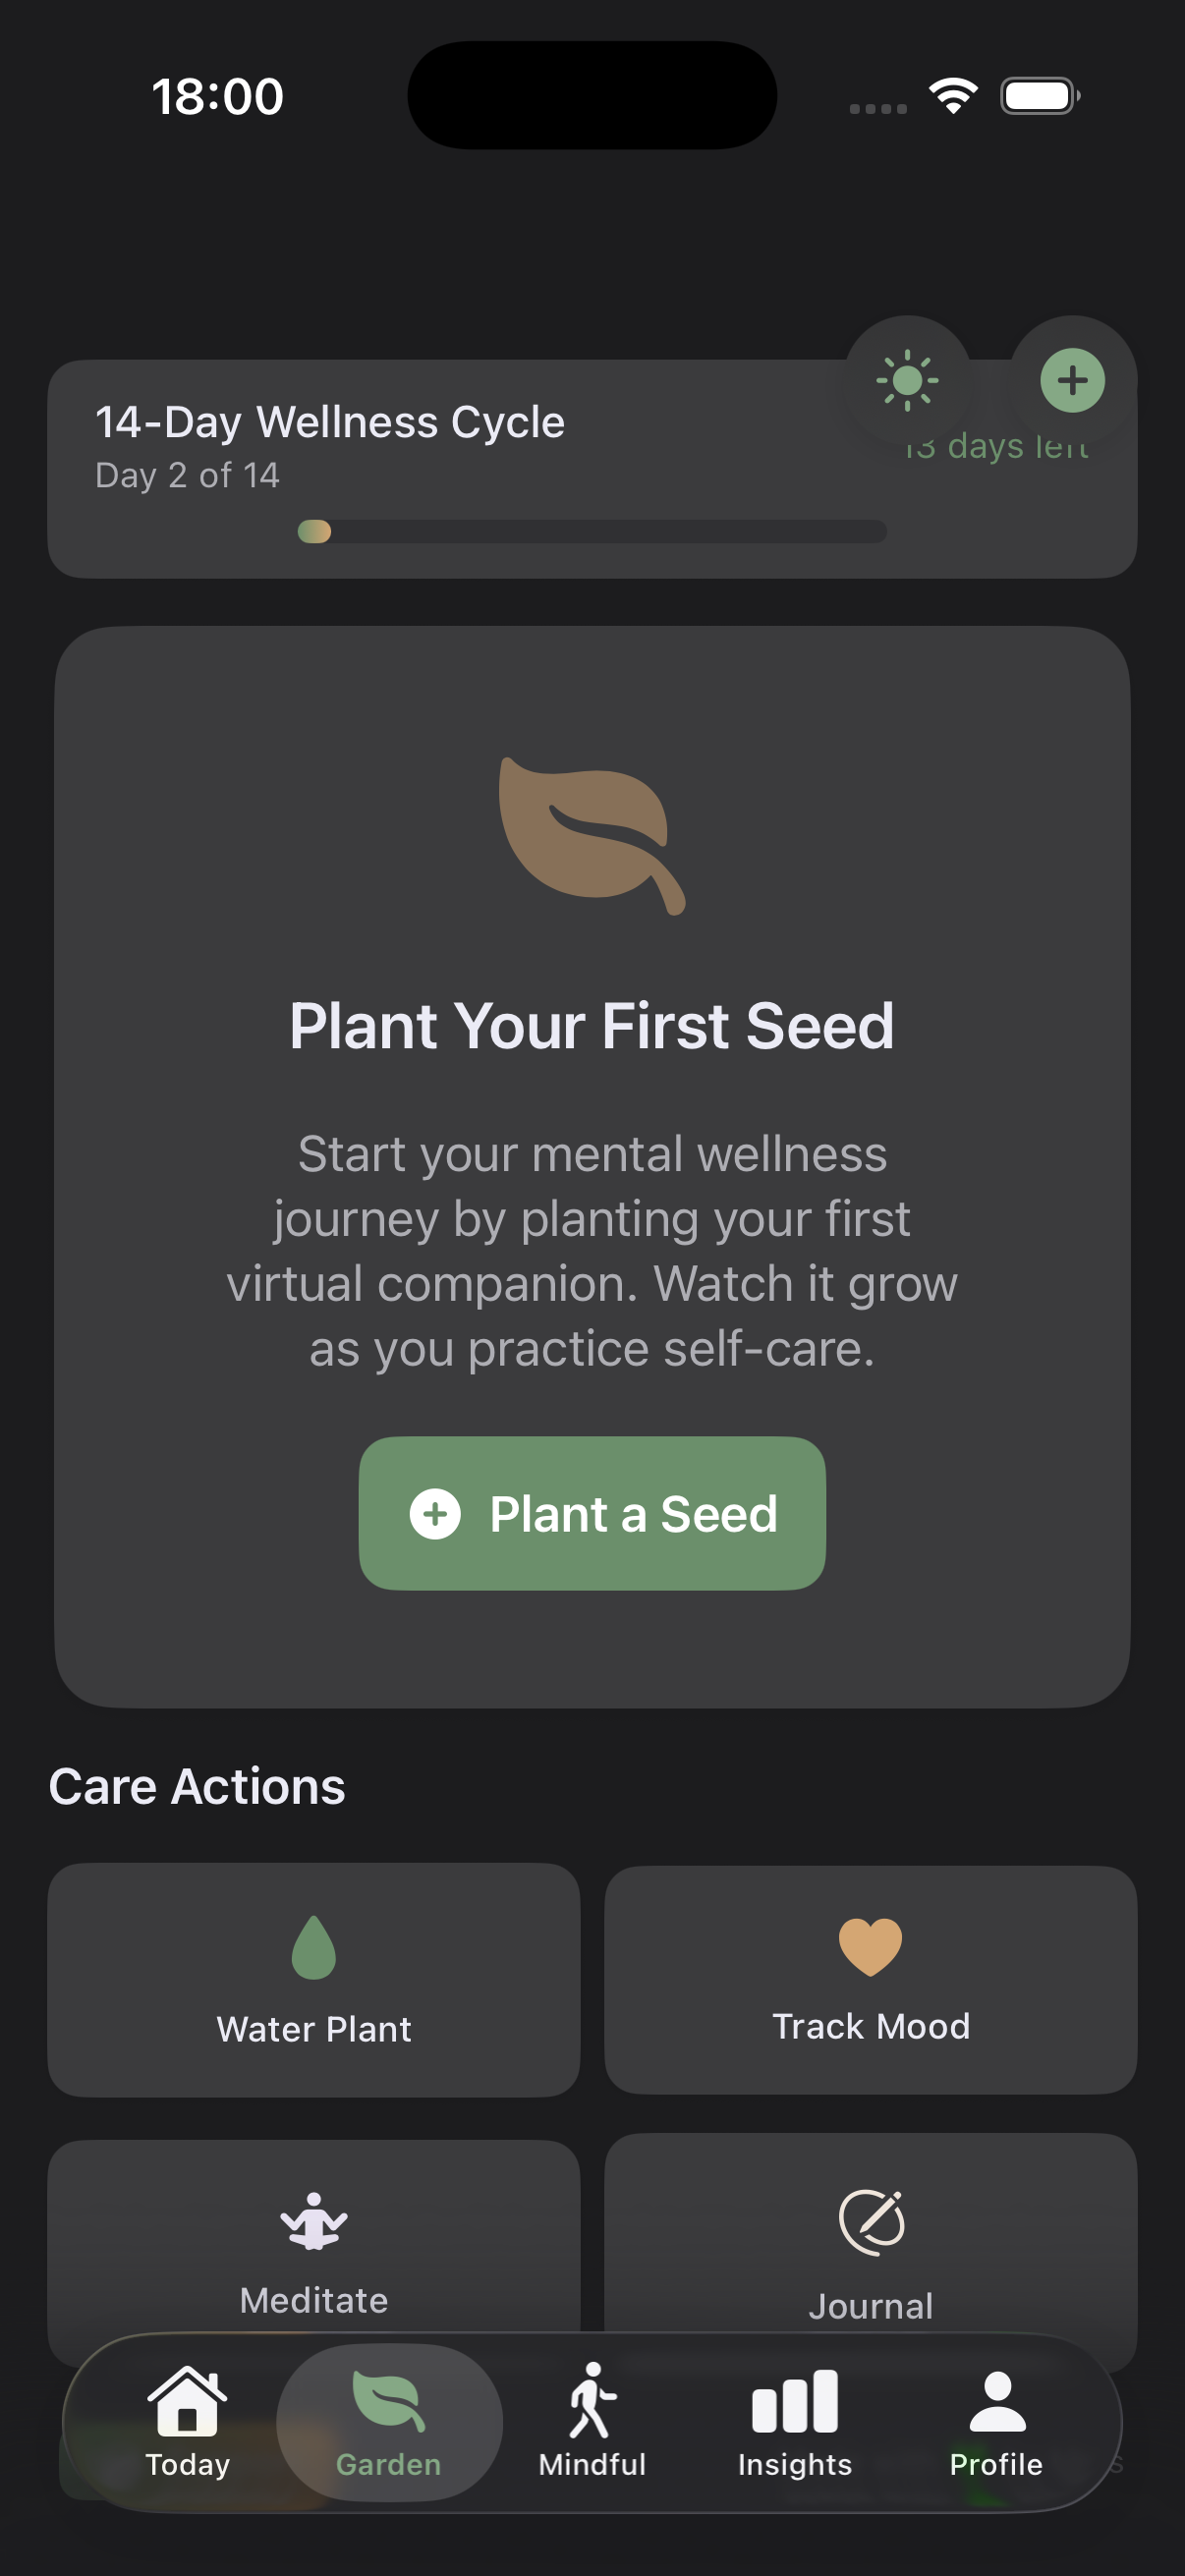 18:00
14-Day Wellness Cycle
Day 2 of 14
13 days left
Plant Your First Seed
Start your mental wellness
journey by planting your first
virtual companion. Watch it grow
as you practice self-care.
Plant a Seed
Care Actions
Water Plant
Track Mood
Meditate
Journal
Today
Garden
Mindful
Insights
Profile